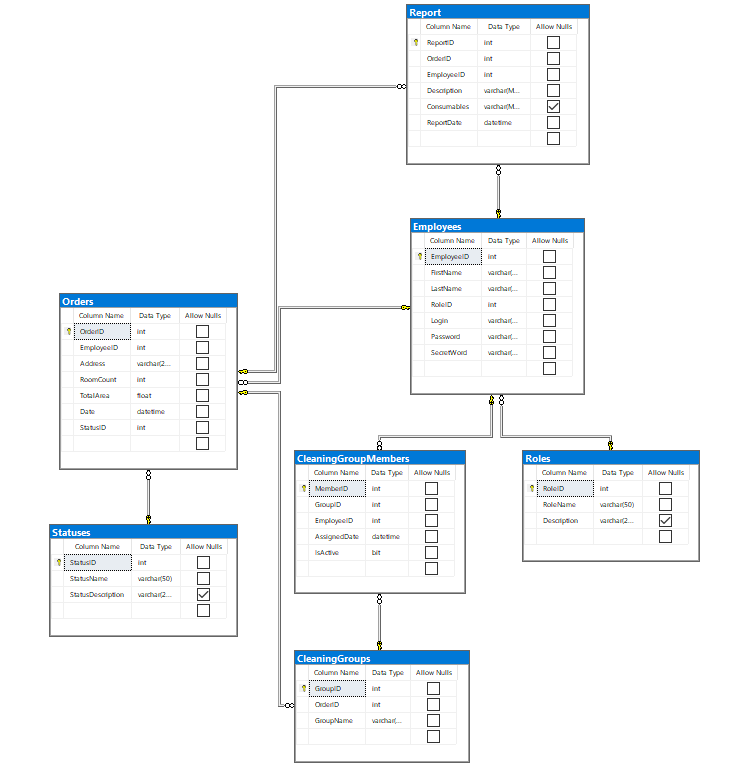 Report
Column Name Data Type Allow Nulls
ReportID int
OrderID int
EmployeeID int
Description varchar(M...
Consumables varchar(M...
ReportDate datetime
Employees
Column Name Data Type Allow Nulls
EmployeeID int
FirstName varchar(...
LastName varchar(...
RoleID int
Login varchar(...
Password varchar(...
SecretWord varchar(...
Orders
Column Name Data Type Allow Nulls
OrderID int
EmployeeID int
Address varchar(2...
RoomCount int
TotalArea float
Date datetime
StatusID int
CleaningGroupMembers
Column Name Data Type Allow Nulls
MemberID int
GroupID int
EmployeeID int
AssignedDate datetime
IsActive bit
Roles
Column Name Data Type Allow Nulls
RoleID int
RoleName varchar(50)
Description varchar(2...
Statuses
Column Name Data Type Allow Nulls
StatusID int
StatusName varchar(50)
StatusDescription varchar(2...
CleaningGroups
Column Name Data Type Allow Nulls
GroupID int
OrderID int
GroupName varchar(...